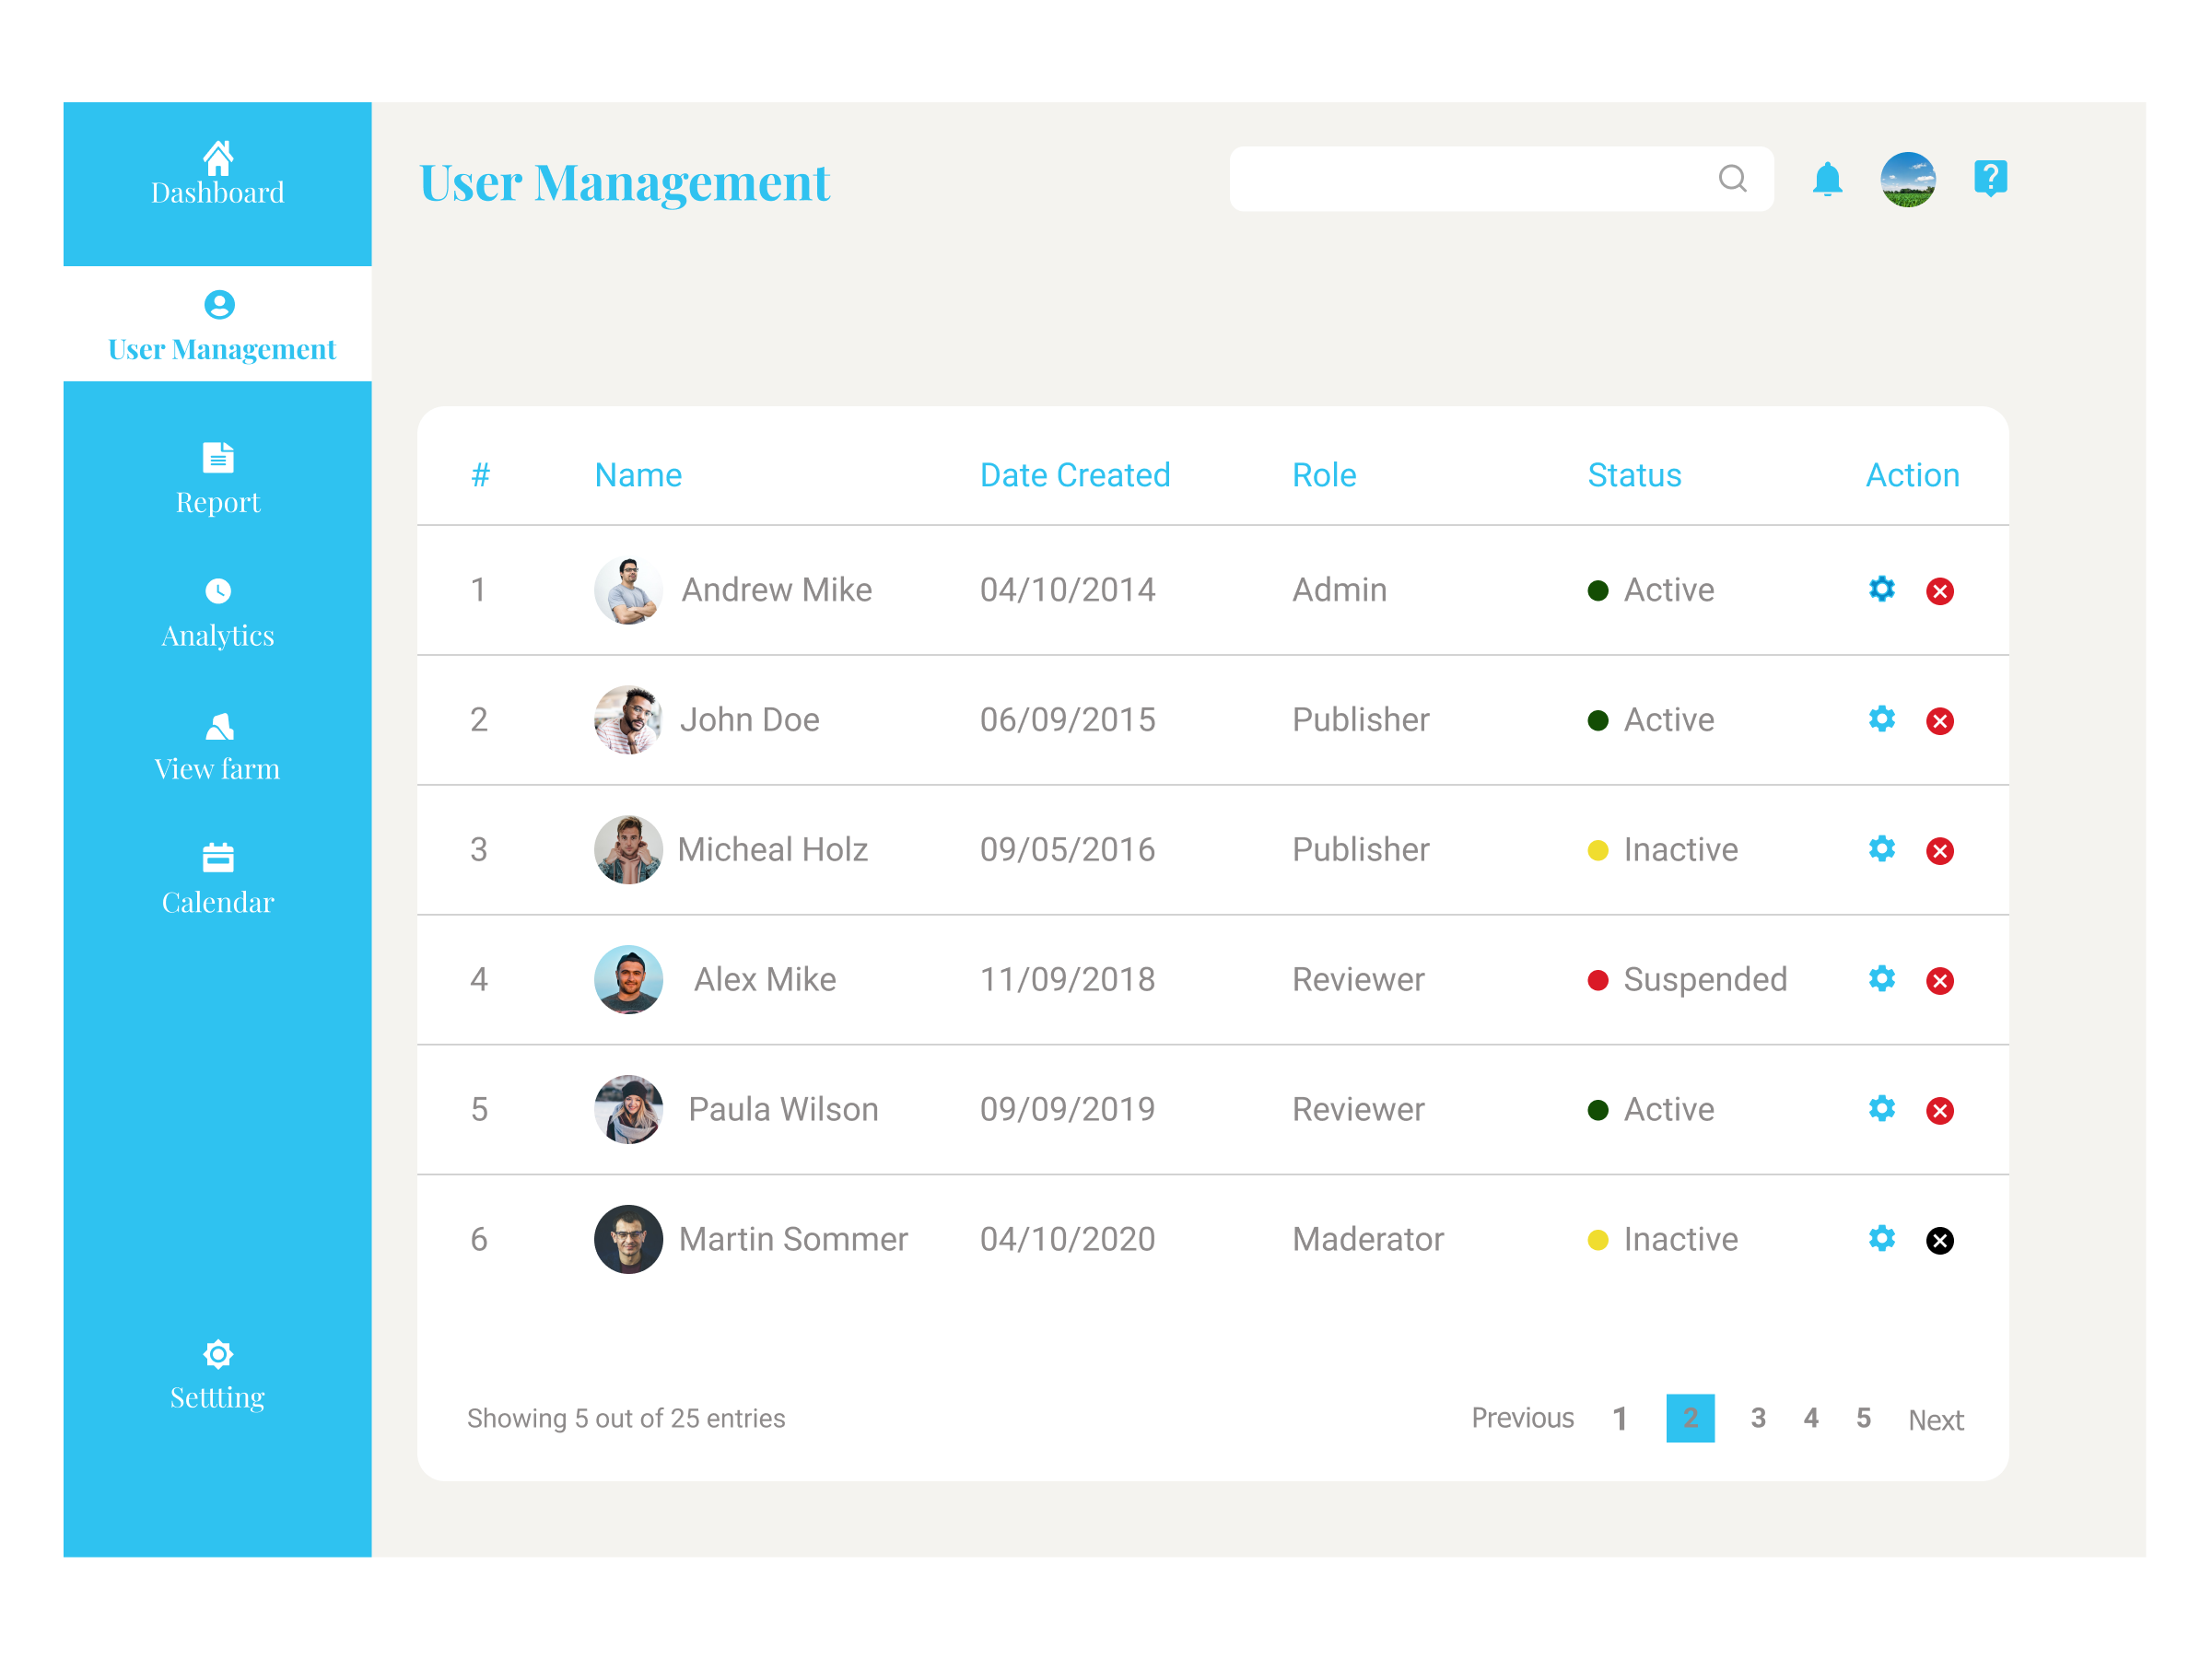 Dashboard
User Management
Report
Analytics
View farm
Calendar
Settting
User Management
# Name Date Created Role Status Action
1 Andrew Mike 04/10/2014 Admin Active
2 John Doe 06/09/2015 Publisher Active
3 Micheal Holz 09/05/2016 Publisher Inactive
4 Alex Mike 11/09/2018 Reviewer Suspended
5 Paula Wilson 09/09/2019 Reviewer Active
6 Martin Sommer 04/10/2020 Maderator Inactive
Showing 5 out of 25 entries Previous 1 2 3 4 5 Next